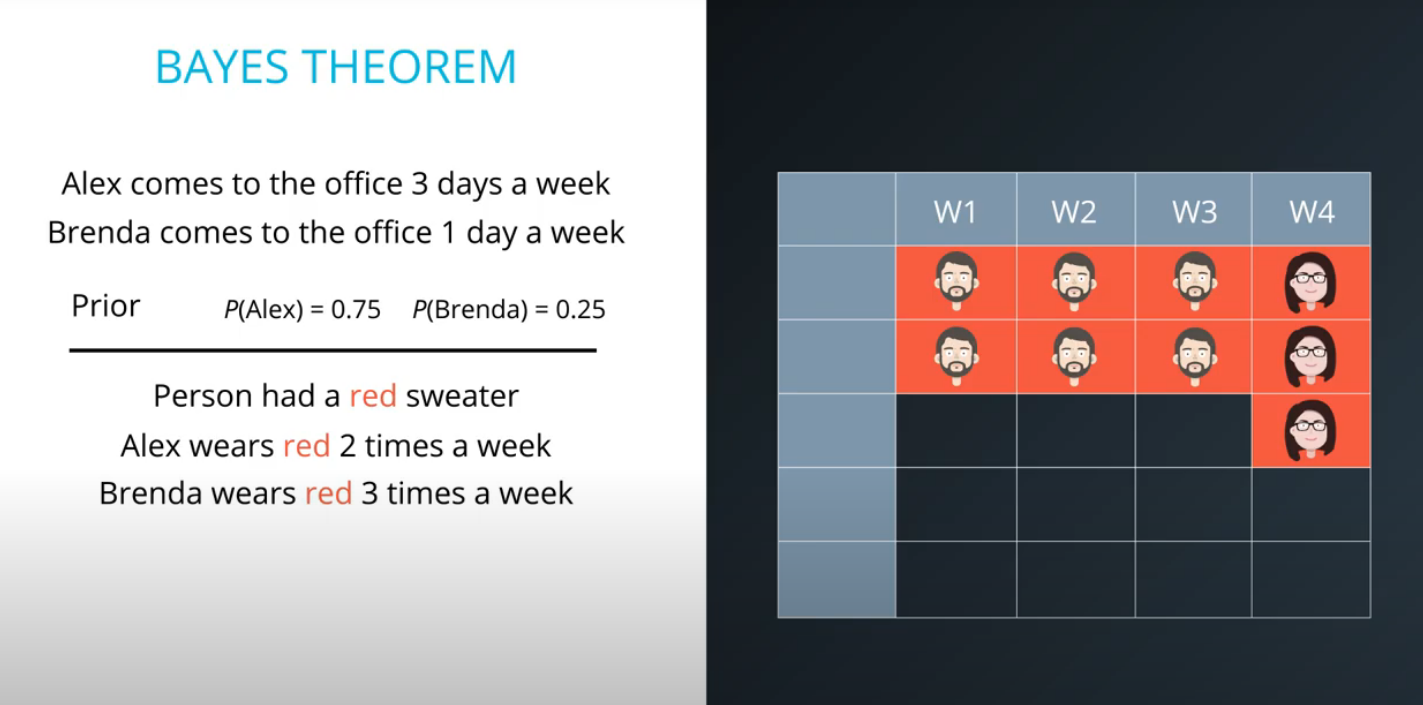 BAYES THEOREM
Alex comes to the office 3 days a week
Brenda comes to the office 1 day a week
Prior P(Alex) = 0.75 P(Brenda) = 0.25
Person had a red sweater
Alex wears red 2 times a week
Brenda wears red 3 times a week
W1 W2 W3 W4